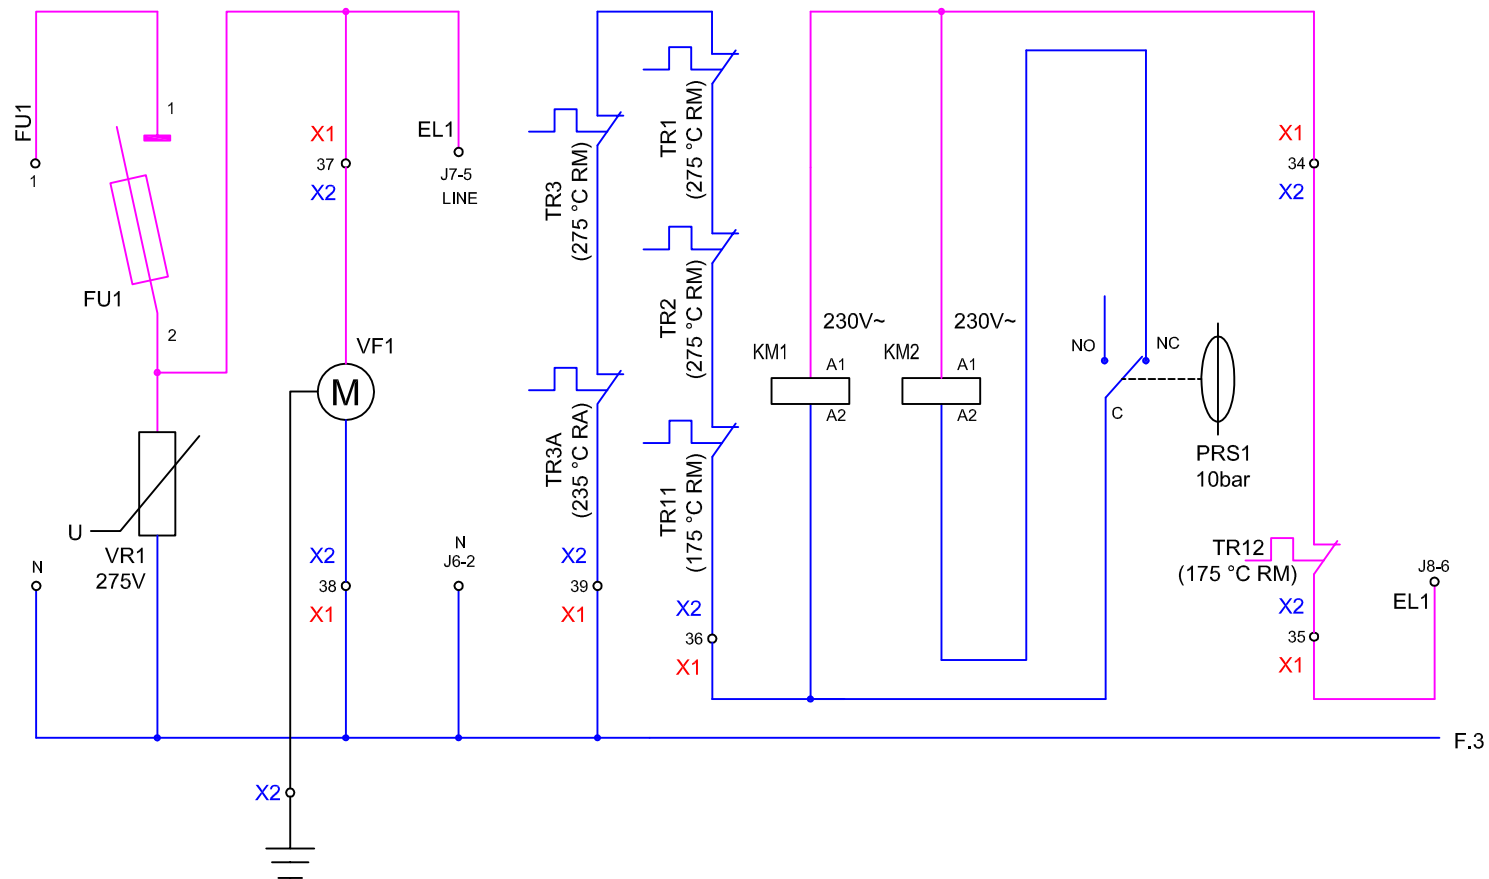 FU1
1
1
FU1
2
U
VR1
275V
N
X1
37
X2
VF1
M
X2
38
X1
X2
EL1
J7-5
LINE
N
J6-2
TR3
(275 °C RM)
TR3A
(235 °C RA)
X2
39
X1
TR1
(275 °C RM)
TR2
(275 °C RM)
TR11
(175 °C RM)
X2
36
X1
230V~
KM1
A1
A2
230V~
KM2
A1
A2
NO
NC
C
PRS1
10bar
X1
34
X2
TR12
(175 °C RM)
X2
35
X1
J8-6
EL1
F.3